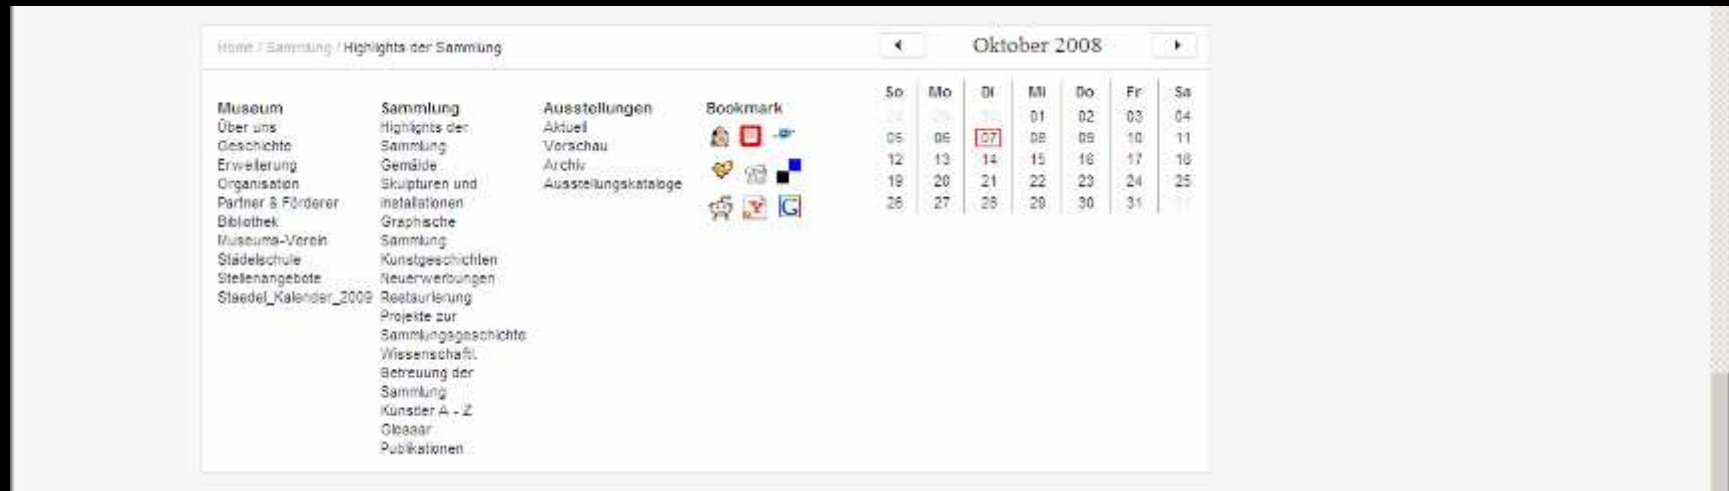 Home / Sammlung / Highlights der Sammlung
Oktober 2008
Museum
Über uns
Geschichte
Erweiterung
Organisation
Partner & Förderer
Bibliothek
Museums-Verein
Städelschule
Stellenangebote
Staedel_Kalender_2009
Sammlung
Highlights der
Sammlung
Gemälde
Skulpturen und
Installationen
Graphische
Sammlung
Kunstgeschichten
Neuerwerbungen
Restaurierung
Projekte zur
Sammlungsgeschichte
Wissenschaftl.
Betreuung der
Sammlung
Künstler A - Z
Glossar
Publikationen
Ausstellungen
Aktuell
Vorschau
Archiv
Ausstellungskataloge
Bookmark
Y G
So Mo Di Mi Do Fr Sa
01 02 03 04
05 06 07 08 09 10 11
12 13 14 15 16 17 18
19 20 21 22 23 24 25
26 27 28 29 30 31